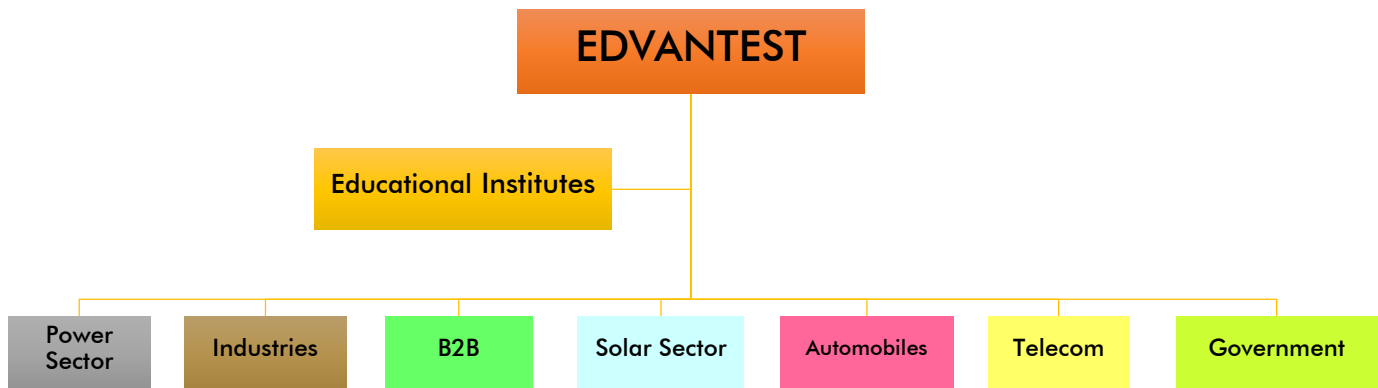 EDVANTEST
Educational Institutes
Power
Sector
Industries
B2B
Solar Sector
Automobiles
Telecom
Government